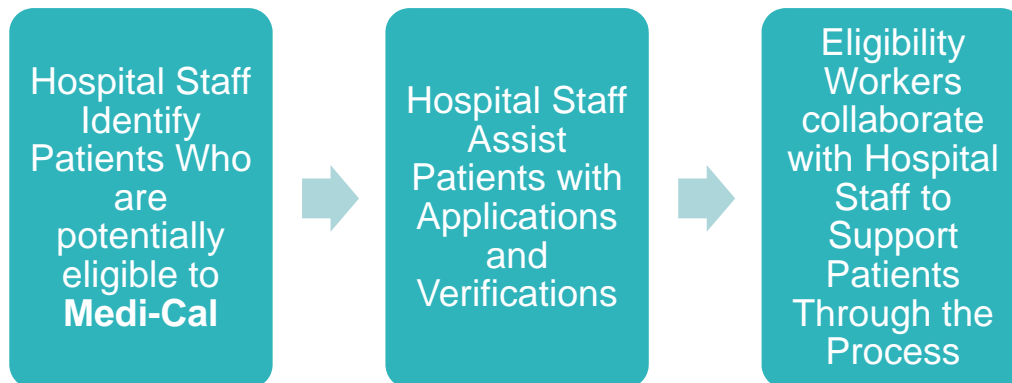 Hospital Staff
Identify
Patients Who
are
potentially
eligible to
Medi-Cal
Hospital Staff
Assist
Patients with
Applications
and
Verifications
Eligibility
Workers
collaborate
with Hospital
Staff to
Support
Patients
Through the
Process